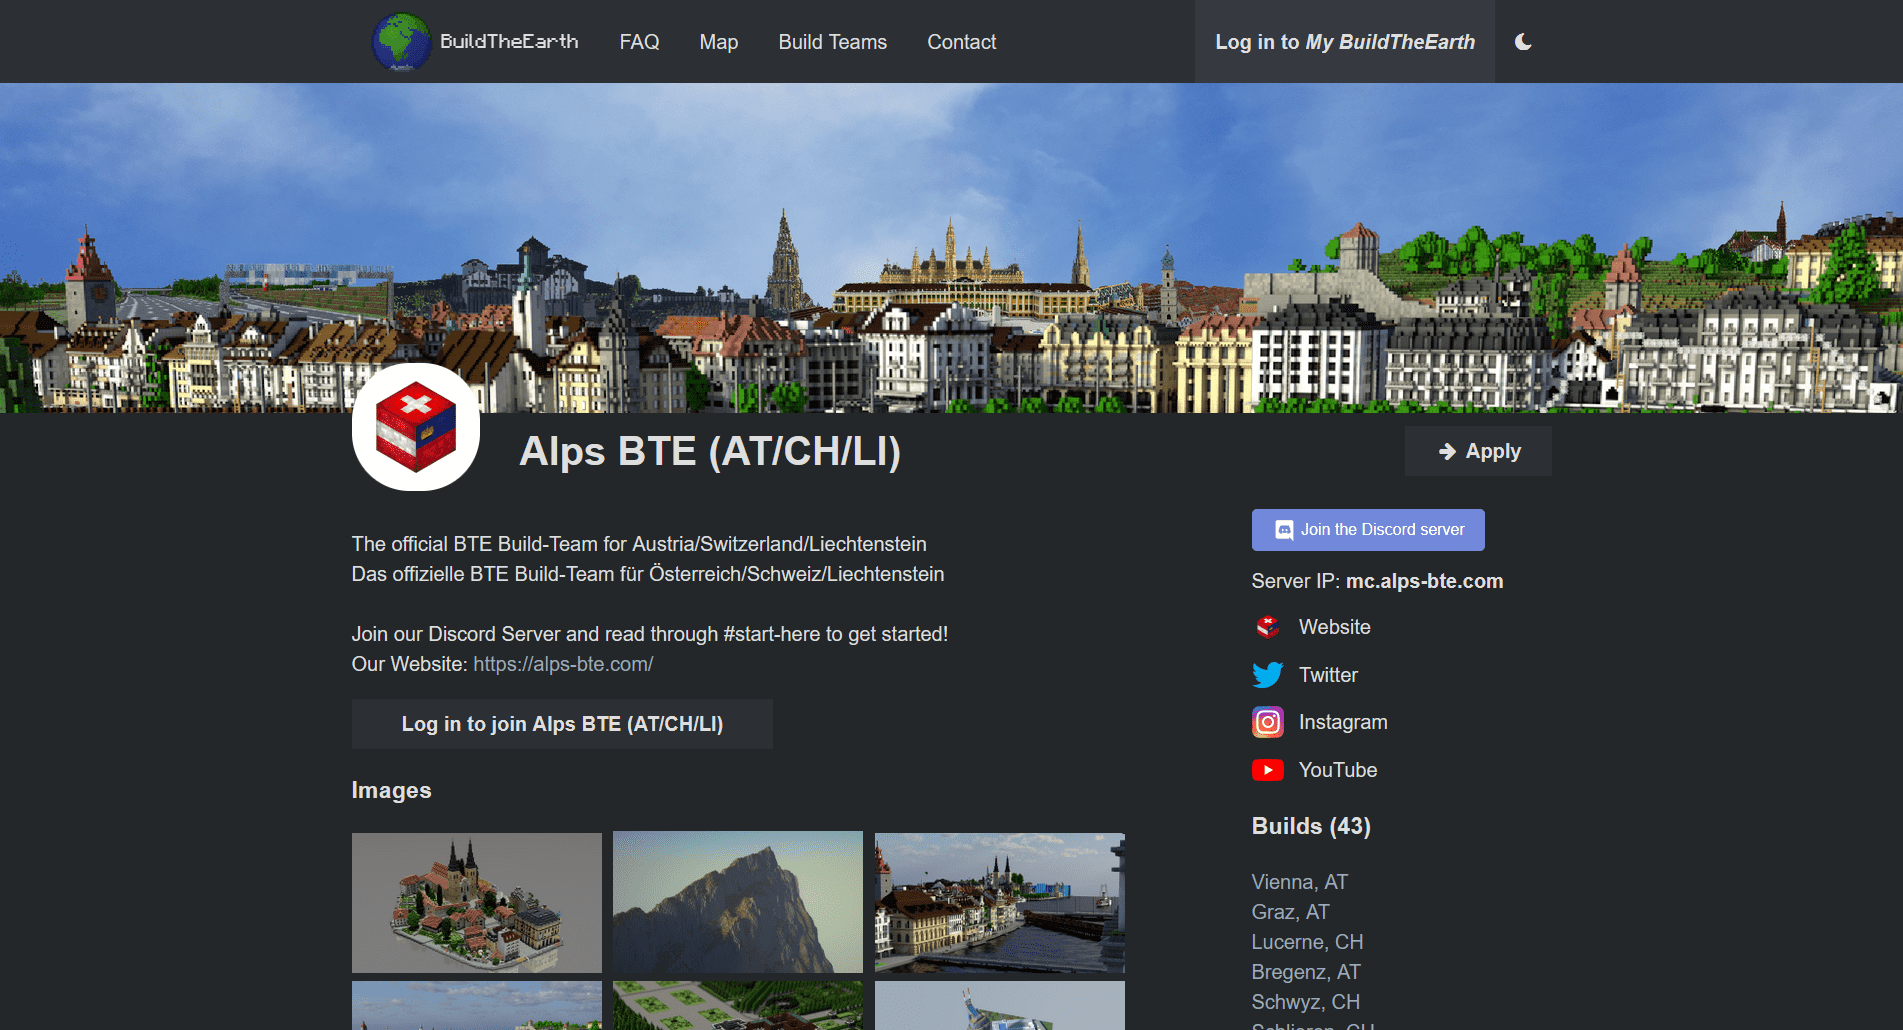 BuildTheEarth
FAQ
Map
Build Teams
Contact
Log in to My BuildTheEarth
Alps BTE (AT/CH/LI)
Apply
The official BTE Build-Team for Austria/Switzerland/Liechtenstein
Das offizielle BTE Build-Team für Österreich/Schweiz/Liechtenstein
Join our Discord Server and read through #start-here to get started!
Our Website: https://alps-bte.com/
Log in to join Alps BTE (AT/CH/LI)
Images
Join the Discord server
Server IP: mc.alps-bte.com
Website
Twitter
Instagram
YouTube
Builds (43)
Vienna, AT
Graz, AT
Lucerne, CH
Bregenz, AT
Schwyz, CH
Schlieren, CH